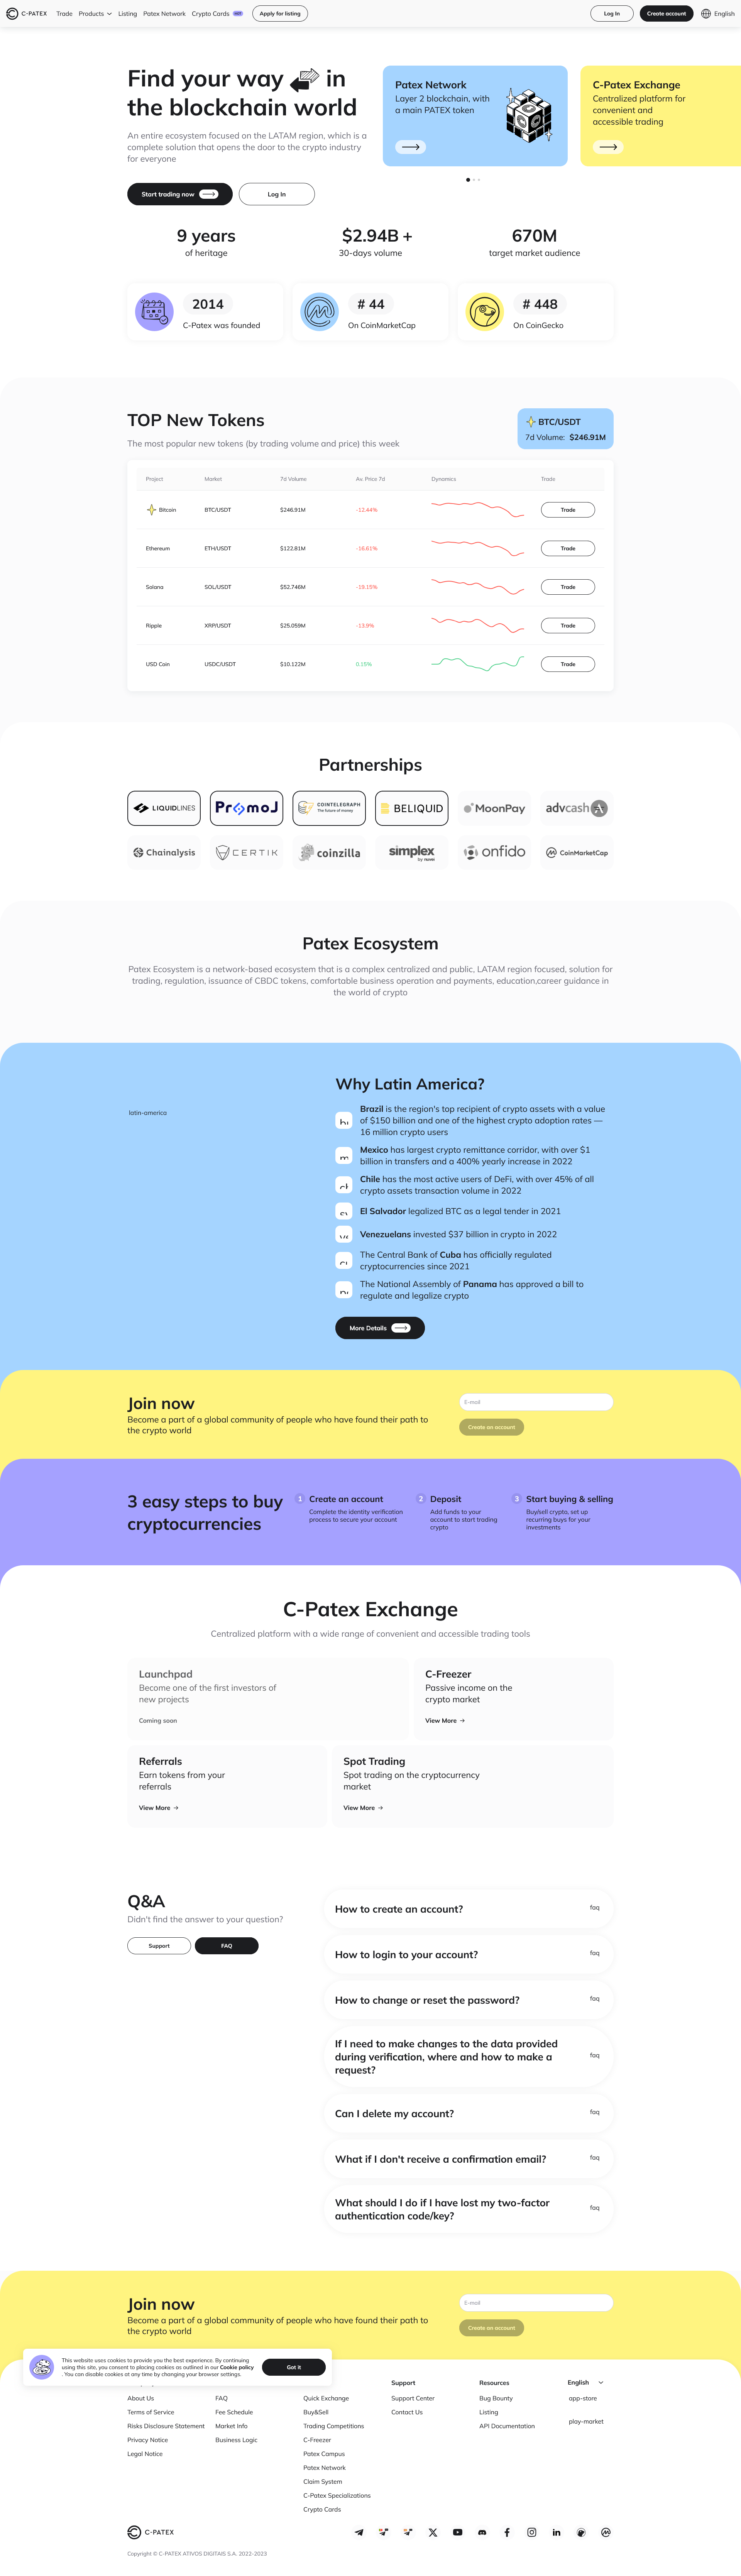 C-PATEX
Trade Products Listing Patex Network Crypto Cards
Apply for listing
Log In
Create account
English
Find your way in
the blockchain world
An entire ecosystem focused on the LATAM region, which is a
complete solution that opens the door to the crypto industry
for everyone
Start trading now
Log In
Patex Network
Layer 2 blockchain, with
a main PATEX token
C-Patex Exchange
Centralized platform for
convenient and
accessible trading
9 years
of heritage
$2.94B +
30-days volume
670M
target market audience
2014
C-Patex was founded
# 44
On CoinMarketCap
# 448
On CoinGecko
TOP New Tokens
The most popular new tokens (by trading volume and price) this week
BTC/USDT
7d Volume: $246.91M
Project Market 7d Volume Av. Price 7d Dynamics Trade
Bitcoin BTC/USDT $246.91M -12.44% Trade
Ethereum ETH/USDT $122.81M -16.61% Trade
Solana SOL/USDT $52.746M -19.15% Trade
Ripple XRP/USDT $25.059M -13.9% Trade
USD Coin USDC/USDT $10.122M 0.15% Trade
Partnerships
LIQUIDLINES
PromoJ
COINTELEGRAPH
The future of money
BELIQUID
MoonPay
advcash
Chainalysis
CERTIK
coinzilla
simplex
by nuvei
onfido
CoinMarketCap
Patex Ecosystem
Patex Ecosystem is a network-based ecosystem that is a complex centralized and public, LATAM region focused, solution for
trading, regulation, issuance of CBDC tokens, comfortable business operation and payments, education,career guidance in
the world of crypto
latin-america
Why Latin America?
Brazil is the region's top recipient of crypto assets with a value
of $150 billion and one of the highest crypto adoption rates —
16 million crypto users
Mexico has largest crypto remittance corridor, with over $1
billion in transfers and a 400% yearly increase in 2022
Chile has the most active users of DeFi, with over 45% of all
crypto assets transaction volume in 2022
El Salvador legalized BTC as a legal tender in 2021
Venezuelans invested $37 billion in crypto in 2022
The Central Bank of Cuba has officially regulated
cryptocurrencies since 2021
The National Assembly of Panama has approved a bill to
regulate and legalize crypto
More Details
Join now
Become a part of a global community of people who have found their path to
the crypto world
E-mail
Create an account
3 easy steps to buy
cryptocurrencies
1 Create an account
Complete the identity verification
process to secure your account
2 Deposit
Add funds to your
account to start trading
crypto
3 Start buying & selling
Buy/sell crypto, set up
recurring buys for your
investments
C-Patex Exchange
Centralized platform with a wide range of convenient and accessible trading tools
Launchpad
Become one of the first investors of
new projects
Coming soon
C-Freezer
Passive income on the
crypto market
View More
Referrals
Earn tokens from your
referrals
View More
Spot Trading
Spot trading on the cryptocurrency
market
View More
Q&A
Didn't find the answer to your question?
Support
FAQ
How to create an account? faq
How to login to your account? faq
How to change or reset the password? faq
If I need to make changes to the data provided
during verification, where and how to make a
request?
faq
Can I delete my account? faq
What if I don't receive a confirmation email? faq
What should I do if I have lost my two-factor
authentication code/key?
faq
Join now
Become a part of a global community of people who have found their path to
the crypto world
E-mail
Create an account
This website uses cookies to provide you the best experience. By continuing
using this site, you consent to placing cookies as outlined in our Cookie policy
. You can disable cookies at any time by changing your browser settings.
Got it
About Us
Terms of Service
Risks Disclosure Statement
Privacy Notice
Legal Notice
FAQ
Fee Schedule
Market Info
Business Logic
Quick Exchange
Buy&Sell
Trading Competitions
C-Freezer
Patex Campus
Patex Network
Claim System
C-Patex Specializations
Crypto Cards
Support
Support Center
Contact Us
Resources
Bug Bounty
Listing
API Documentation
English
app-store
play-market
C-PATEX
Copyright © C-PATEX ATIVOS DIGITAIS S.A. 2022-2023